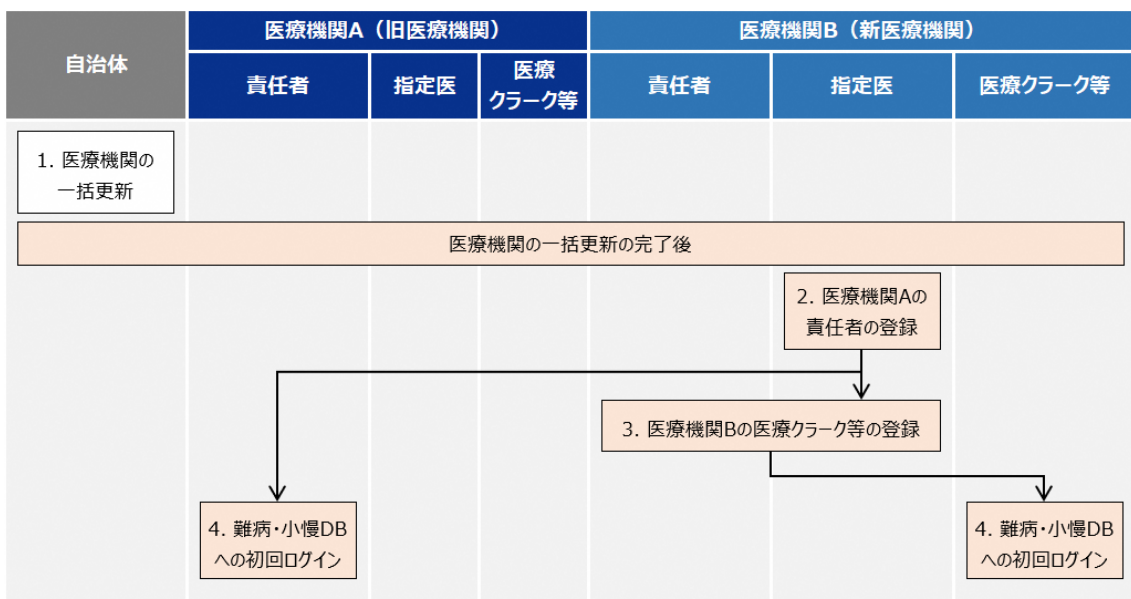 自治体
医療機関A（旧医療機関）
医療機関B（新医療機関）
責任者
指定医
医療
クラーク等
責任者
指定医
医療クラーク等
1. 医療機関の
一括更新
医療機関の一括更新の完了後
2. 医療機関Aの
責任者の登録
3. 医療機関Bの医療クラーク等の登録
4. 難病・小慢DB
への初回ログイン
4. 難病・小慢DB
への初回ログイン